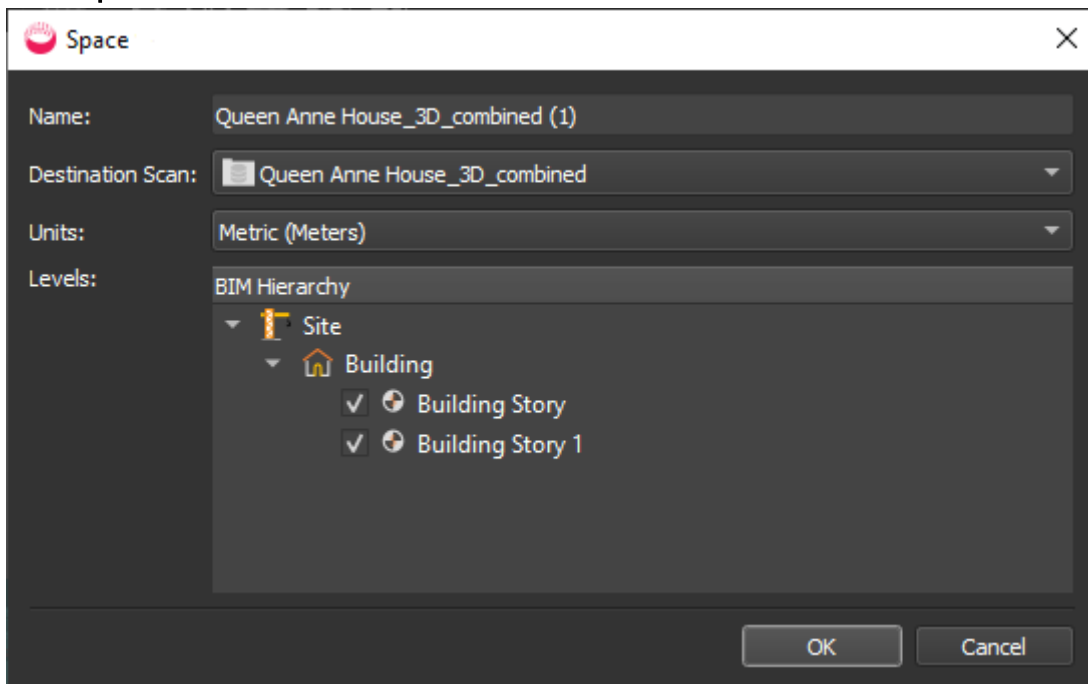 Space
Name: Queen Anne House_3D_combined (1)
Destination Scan: Queen Anne House_3D_combined
Units: Metric (Meters)
Levels: BIM Hierarchy
Site
Building
Building Story
Building Story 1
OK Cancel